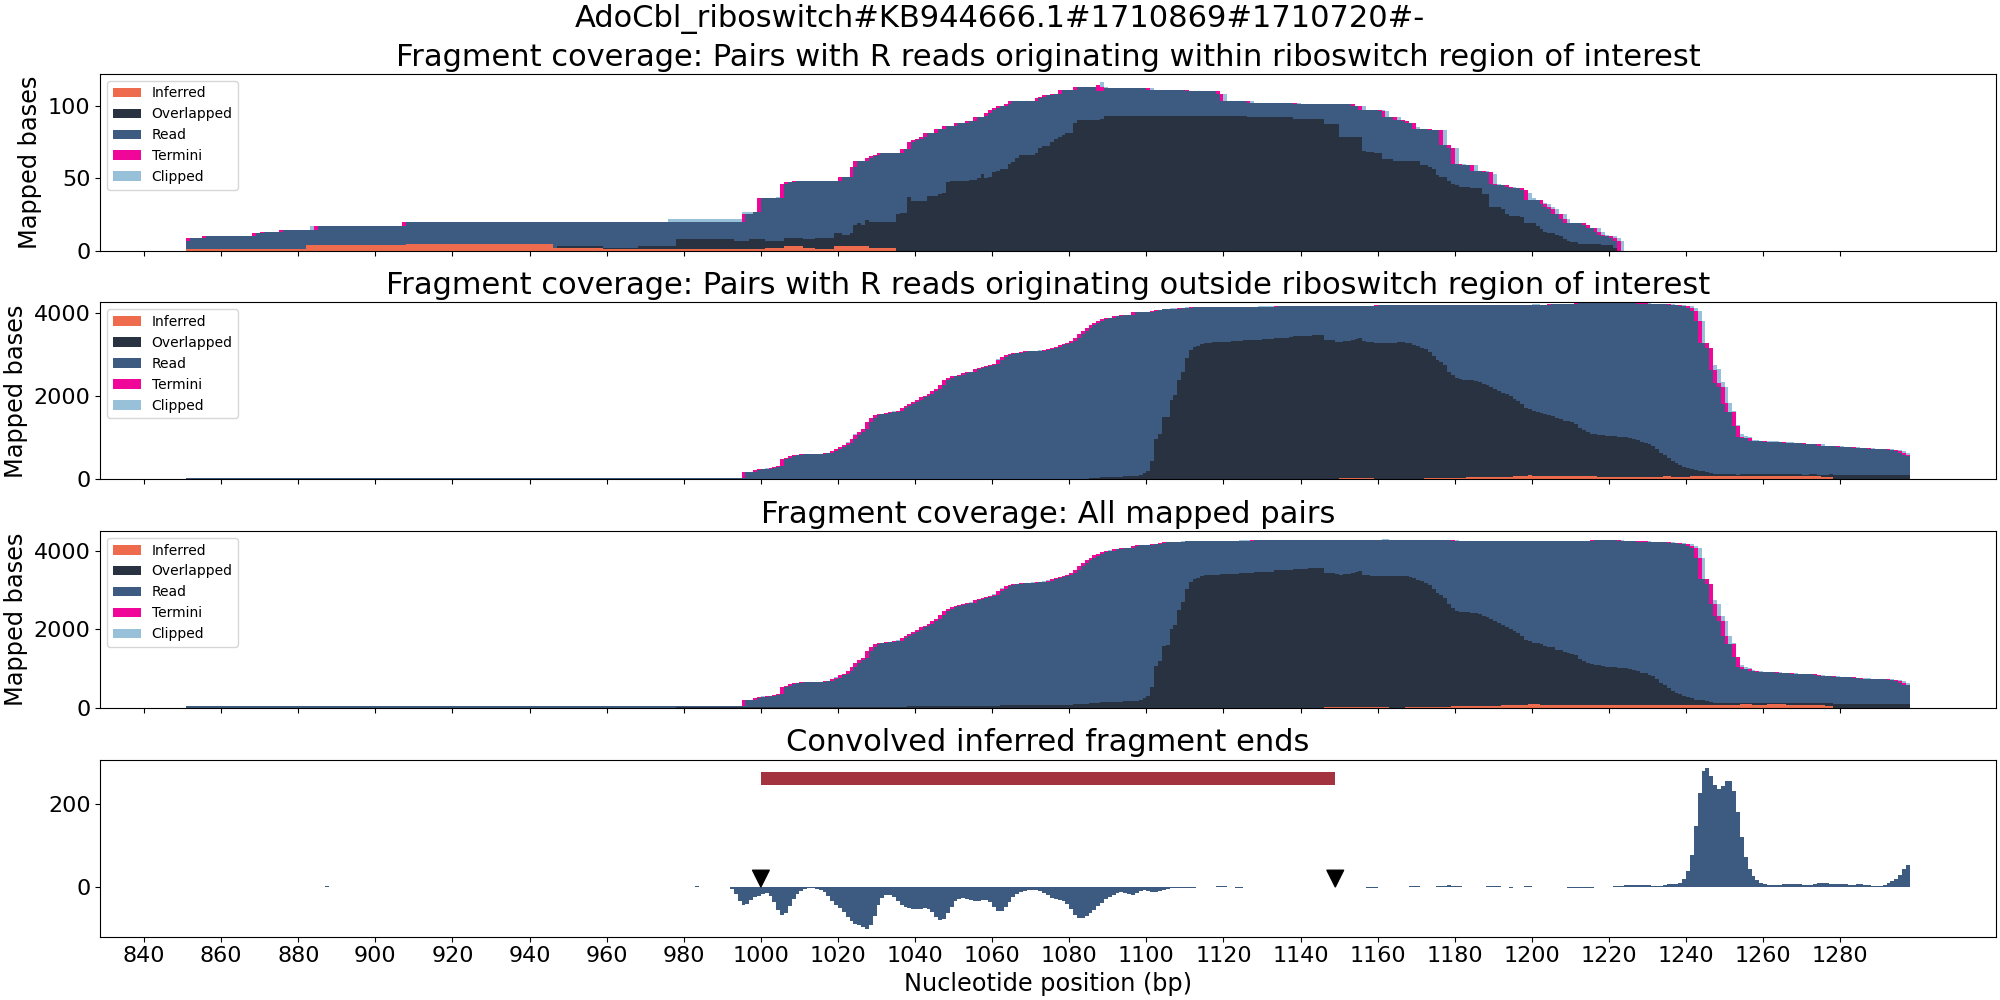 AdoCbl_riboswitch#KB944666.1#1710869#1710720#-
Fragment coverage: Pairs with R reads originating within riboswitch region of interest
Mapped bases
100
50
0
Inferred
Overlapped
Read
Termini
Clipped
Fragment coverage: Pairs with R reads originating outside riboswitch region of interest
Mapped bases
4000
2000
0
Inferred
Overlapped
Read
Termini
Clipped
Fragment coverage: All mapped pairs
Mapped bases
4000
2000
0
Inferred
Overlapped
Read
Termini
Clipped
Convolved inferred fragment ends
200
0
840 860 880 900 920 940 960 980 1000 1020 1040 1060 1080 1100 1120 1140 1160 1180 1200 1220 1240 1260 1280
Nucleotide position (bp)